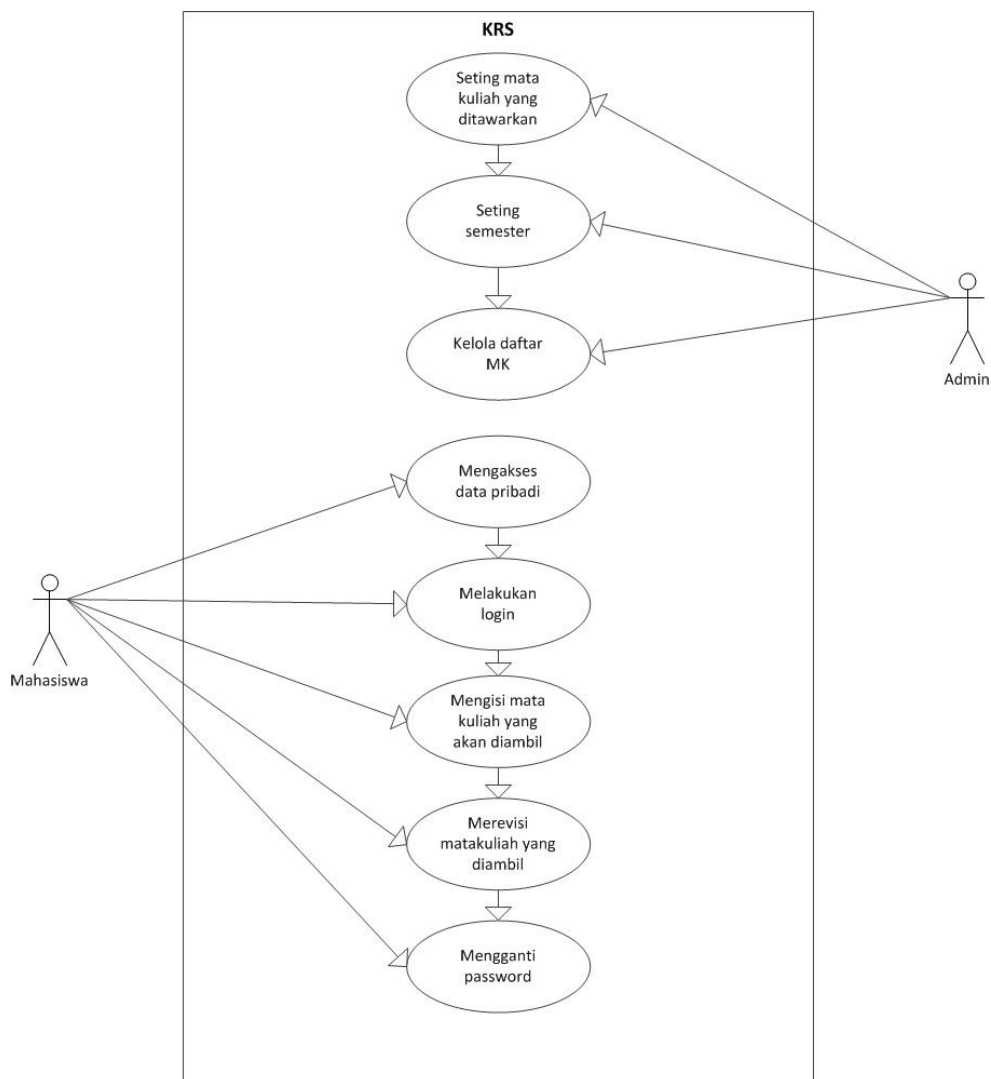 KRS
Seting mata
kuliah yang
ditawarkan
Seting
semester
Kelola daftar
MK
Admin
Mengakses
data pribadi
Melakukan
login
Mahasiswa
Mengisi mata
kuliah yang
akan diambil
Merevisi
matakuliah yang
diambil
Mengganti
password